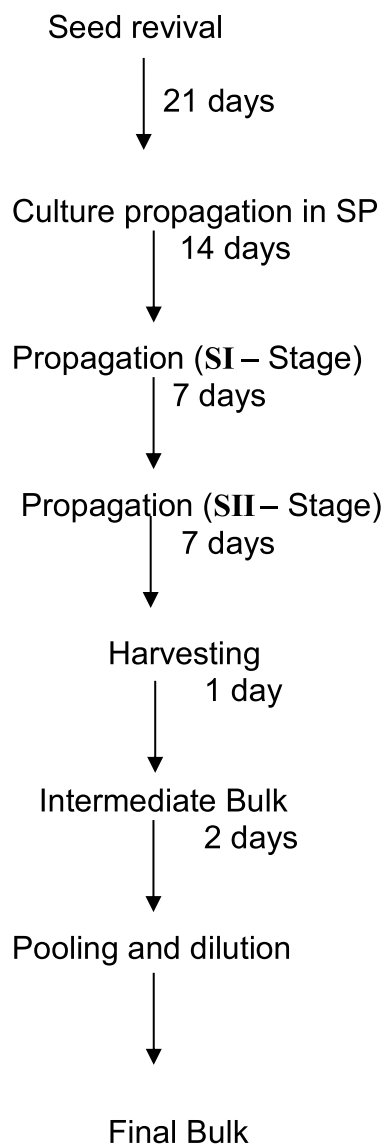 Seed revival
21 days
Culture propagation in SP
14 days
Propagation (SI – Stage)
7 days
Propagation (SII – Stage)
7 days
Harvesting
1 day
Intermediate Bulk
2 days
Pooling and dilution
Final Bulk